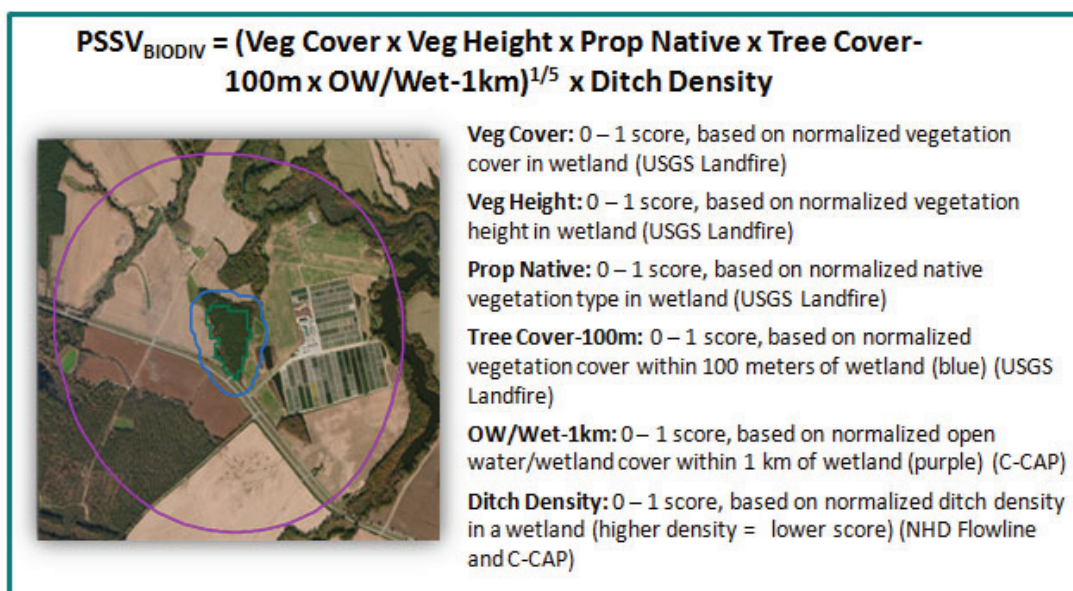 PSSVBIODIV = (Veg Cover x Veg Height x Prop Native x Tree Cover-
100m x OW/Wet-1km)1/5 x Ditch Density
Veg Cover: 0 – 1 score, based on normalized vegetation
cover in wetland (USGS Landfire)
Veg Height: 0 – 1 score, based on normalized vegetation
height in wetland (USGS Landfire)
Prop Native: 0 – 1 score, based on normalized native
vegetation type in wetland (USGS Landfire)
Tree Cover-100m: 0 – 1 score, based on normalized
vegetation cover within 100 meters of wetland (blue) (USGS
Landfire)
OW/Wet-1km: 0 – 1 score, based on normalized open
water/wetland cover within 1 km of wetland (purple) (C-CAP)
Ditch Density: 0 – 1 score, based on normalized ditch density
in a wetland (higher density = lower score) (NHD Flowline
and C-CAP)